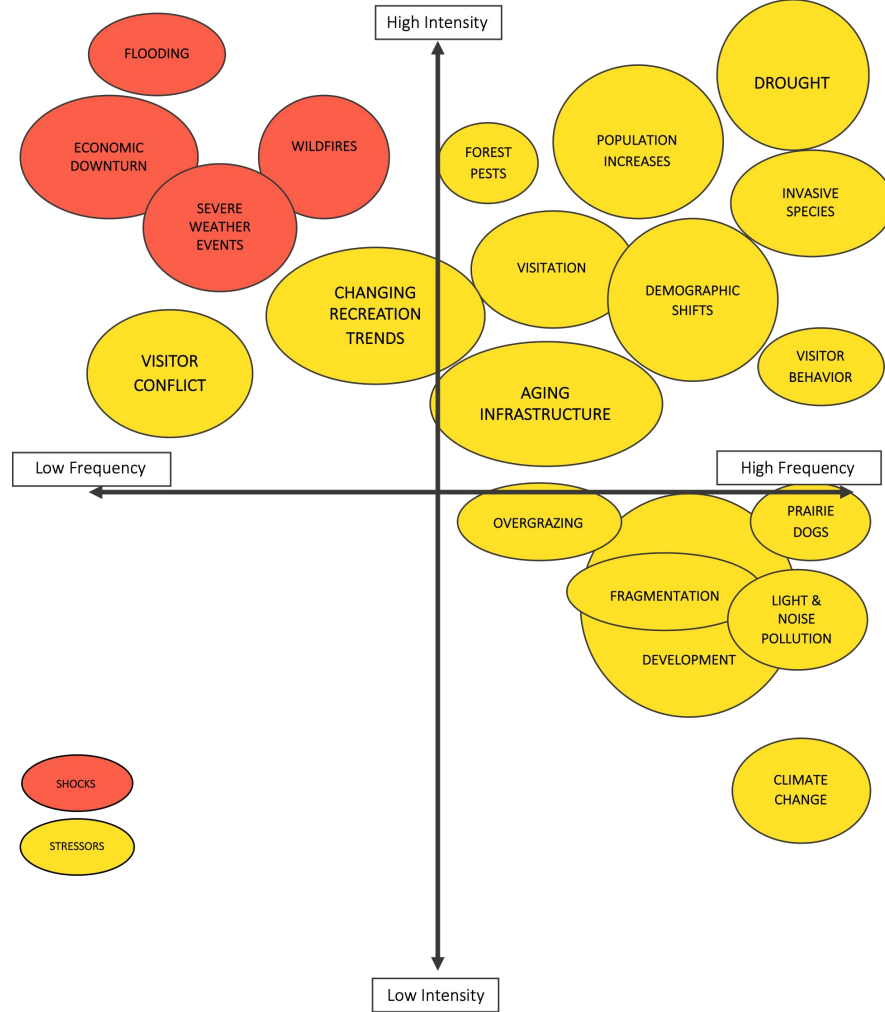 High Intensity
FLOODING
DROUGHT
ECONOMIC
DOWNTURN
WILDFIRES
FOREST
PESTS
POPULATION
INCREASES
SEVERE
WEATHER
EVENTS
INVASIVE
SPECIES
VISITATION
CHANGING
RECREATION
TRENDS
DEMOGRAPHIC
SHIFTS
VISITOR
CONFLICT
AGING
INFRASTRUCTURE
VISITOR
BEHAVIOR
Low Frequency
High Frequency
OVERGRAZING
PRAIRIE
DOGS
FRAGMENTATION
LIGHT &
NOISE
POLLUTION
DEVELOPMENT
CLIMATE
CHANGE
SHOCKS
STRESSORS
Low Intensity